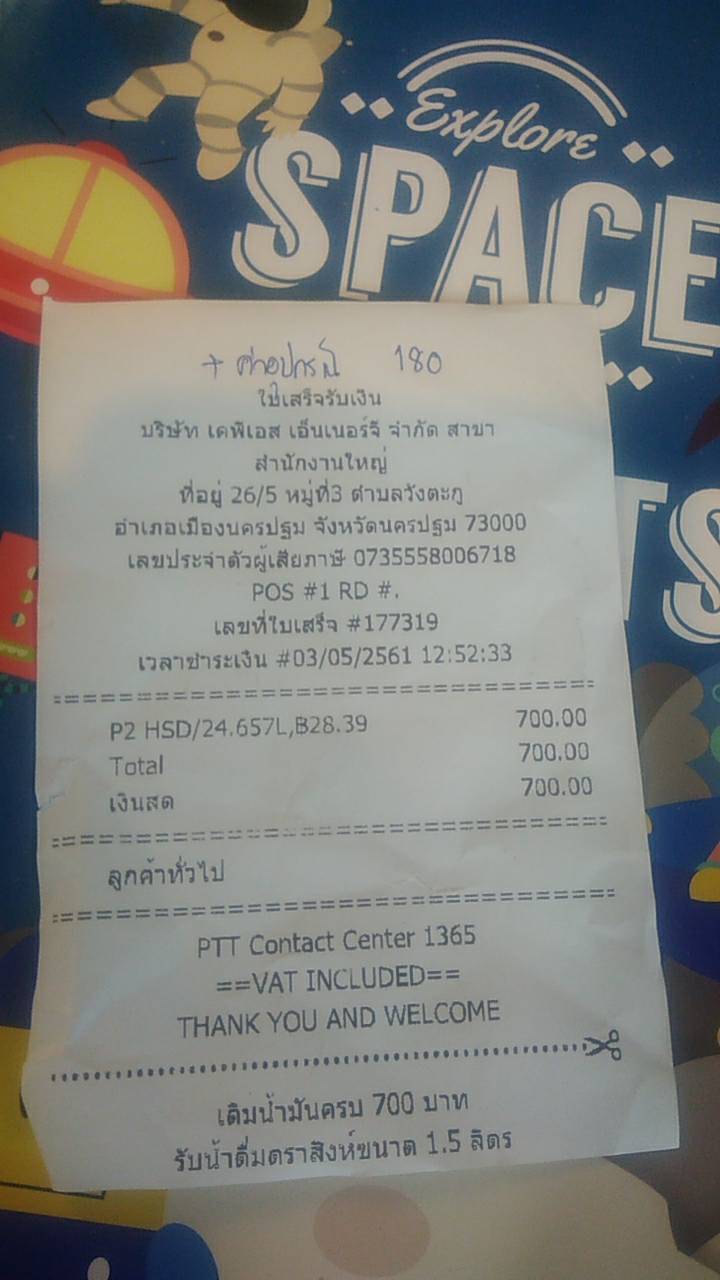 Explore
SPACE
TS
+ ค่าอุปกรณ์ 180
ใบเสร็จรับเงิน
บริษัท เคพีเอส เอ็นเนอร์จี จำกัด สาขา
สำนักงานใหญ่
ที่อยู่ 26/5 หมู่ที่3 ตำบลวังตะกู
อำเภอเมืองนครปฐม จังหวัดนครปฐม 73000
เลขประจำตัวผู้เสียภาษี 0735558006718
POS #1 RD #.
เลขที่ใบเสร็จ #177319
เวลาชำระเงิน #03/05/2561 12:52:33
P2 HSD/24.657L,B28.39 700.00
Total 700.00
เงินสด 700.00
ลูกค้าทั่วไป
PTT Contact Center 1365
==VAT INCLUDED==
THANK YOU AND WELCOME
เติมน้ำมันครบ 700 บาท
รับน้ำดื่มตราสิงห์ขนาด 1.5 ลิตร